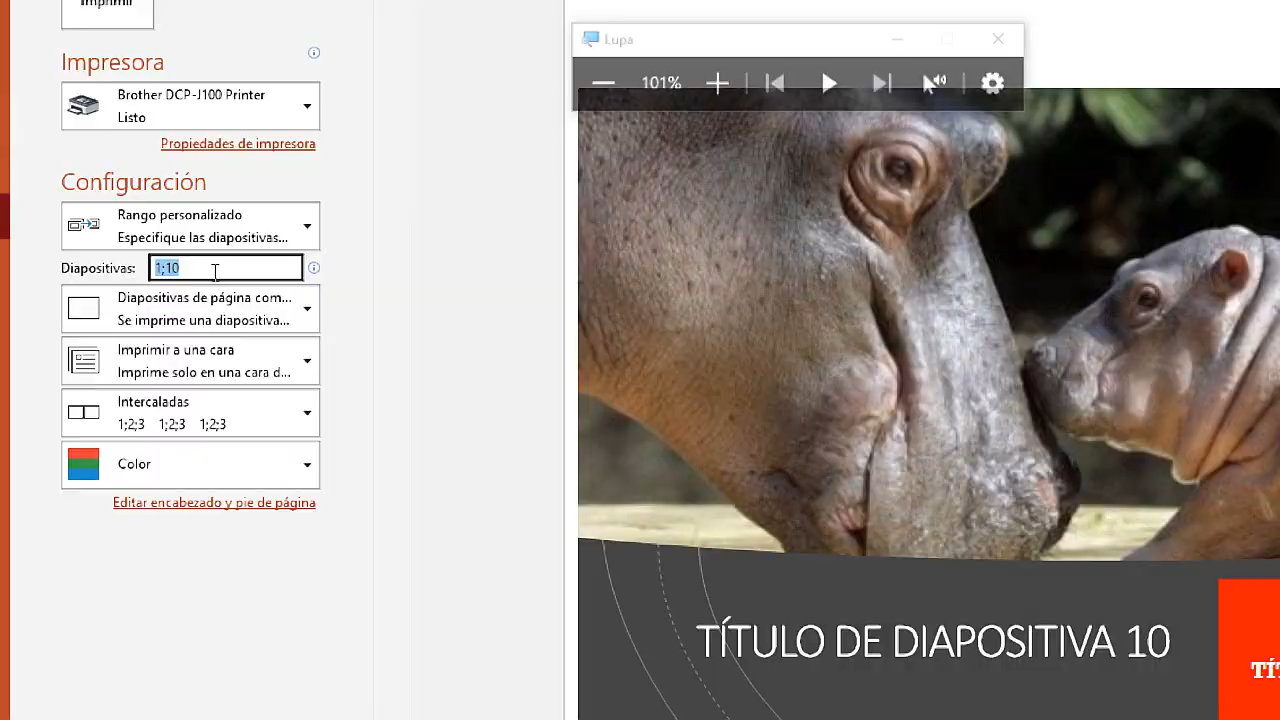 Imprimir
Impresora
Brother DCP-J100 Printer
Listo
Propiedades de impresora
Configuración
Rango personalizado
Especifique las diapositivas...
Diapositivas: 1;10
Diapositivas de página com...
Se imprime una diapositiva...
Imprimir a una cara
Imprime solo en una cara d...
Intercaladas
1;2;3 1;2;3 1;2;3
Color
Editar encabezado y pie de página
Lupa
101%
TÍTULO DE DIAPOSITIVA 10
TÍT